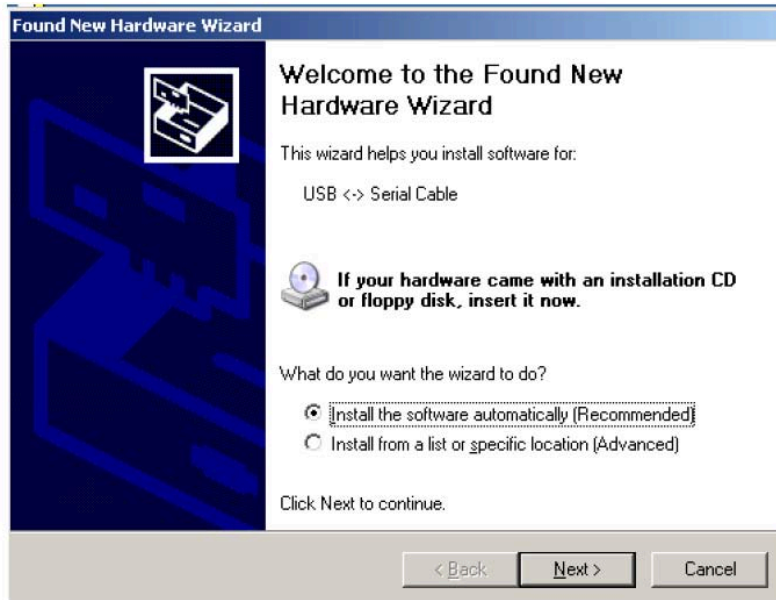 Found New Hardware Wizard
Welcome to the Found New
Hardware Wizard
This wizard helps you install software for:
USB <-> Serial Cable
If your hardware came with an installation CD
or floppy disk, insert it now.
What do you want the wizard to do?
Install the software automatically (Recommended)
Install from a list or specific location (Advanced)
Click Next to continue.
< Back
Next >
Cancel